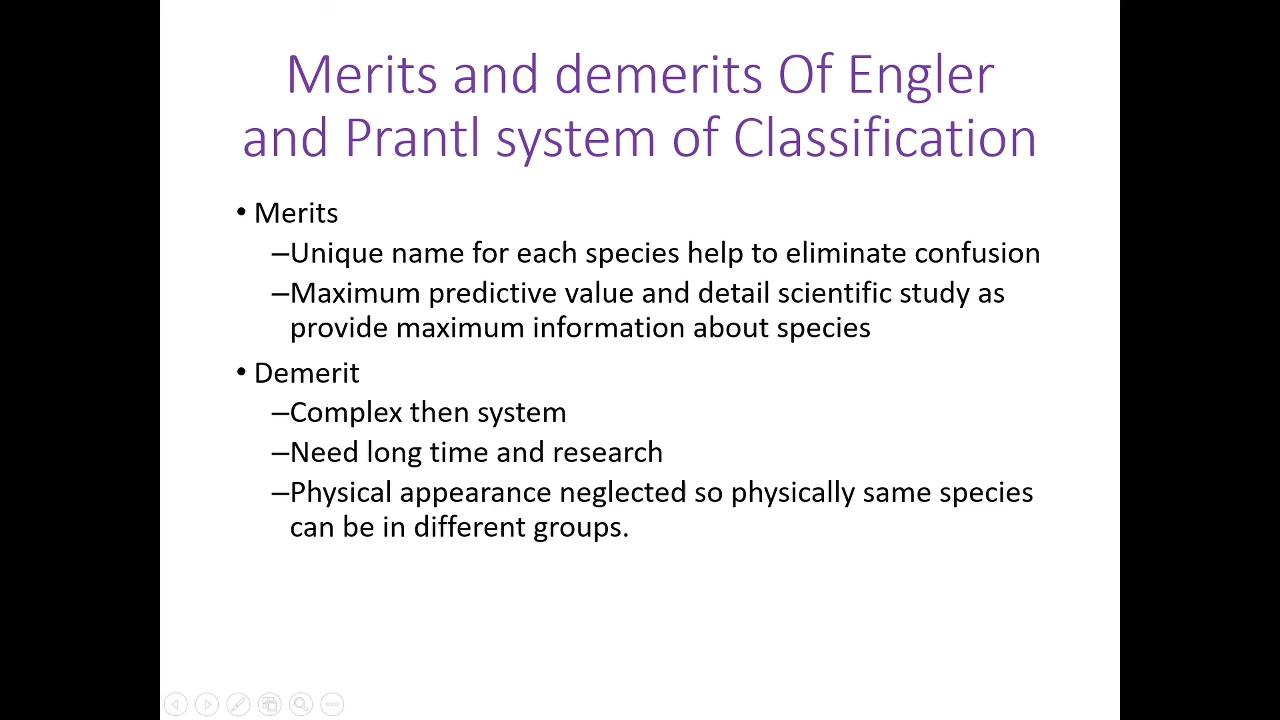 Merits and demerits Of Engler
and Prantl system of Classification
• Merits
–Unique name for each species help to eliminate confusion
–Maximum predictive value and detail scientific study as
provide maximum information about species
• Demerit
–Complex then system
–Need long time and research
–Physical appearance neglected so physically same species
can be in different groups.